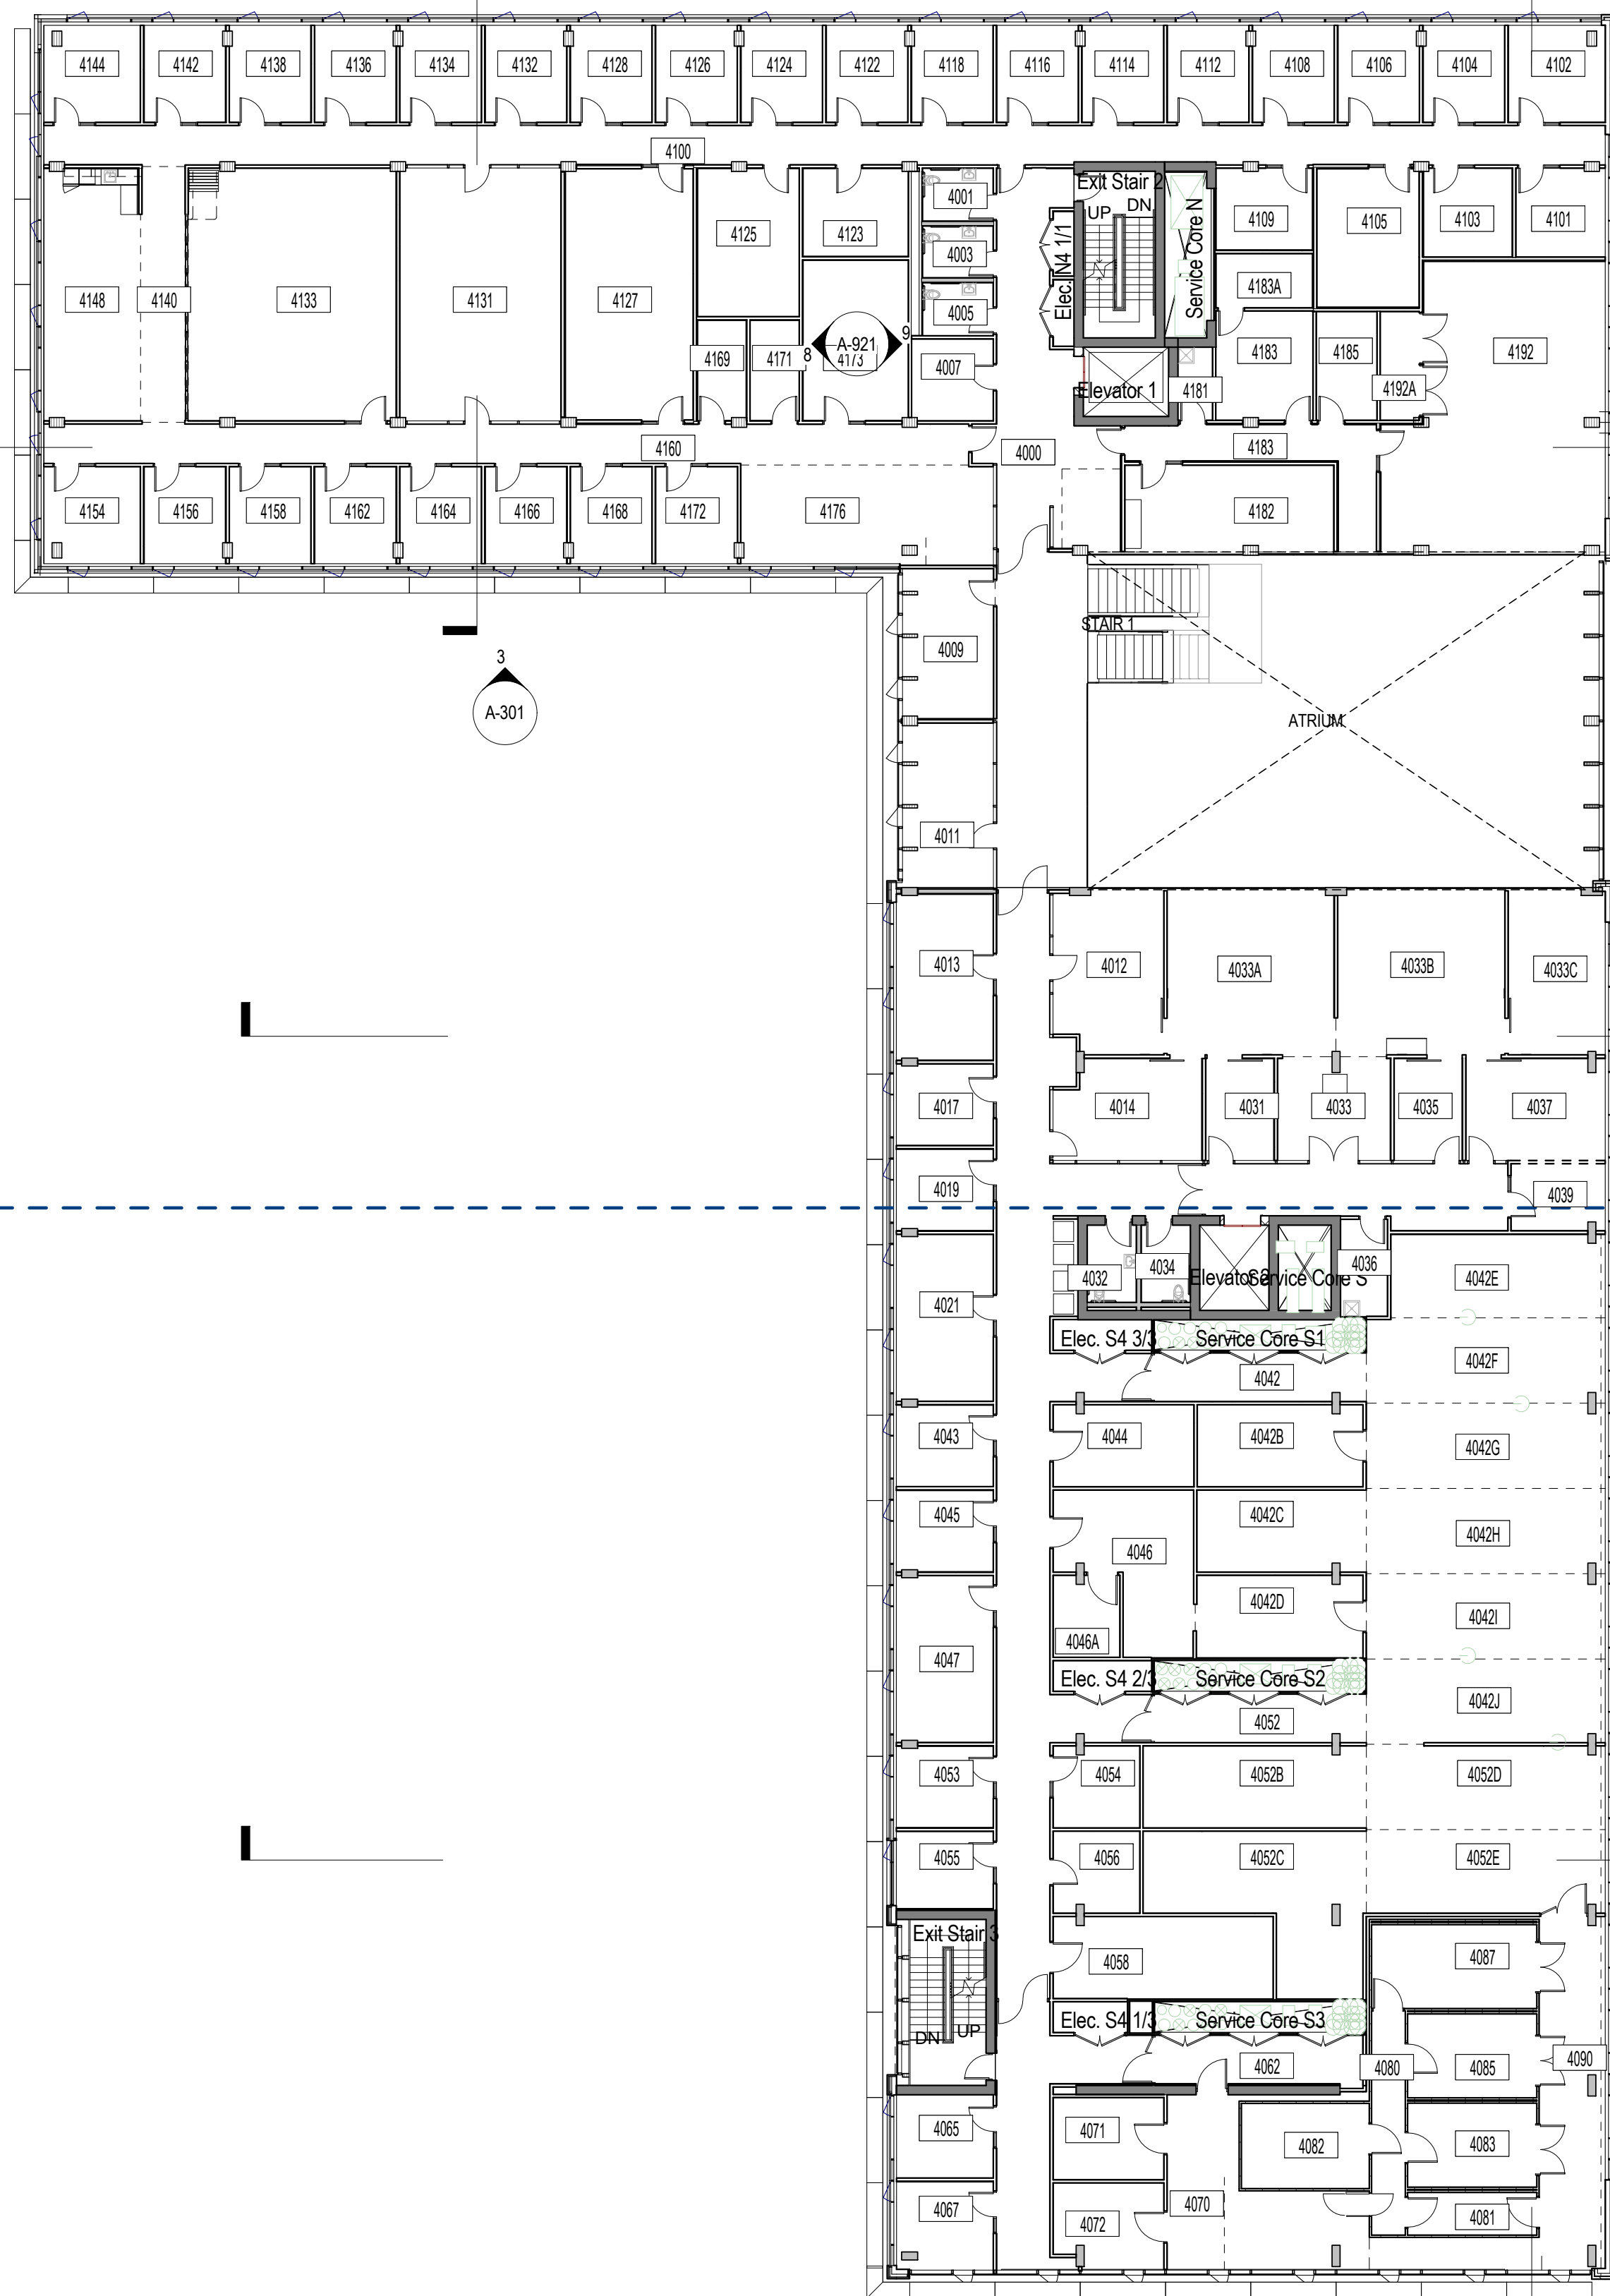 4144 4142 4138 4136 4134 4132 4128 4126 4124 4122 4118 4116 4114 4112 4108 4106 4104 4102
4100
Exit Stair 2
4001
UP DN
4109 4105 4103 4101
4125 4123
4003
Elec. N4 1/1
Service Core N
4183A
4148 4140 4133 4131 4127
4005
9
A-921
8
4169 4171 4173
4007
4183 4185 4192
Elevator 1
4181
4192A
4160
4000
4183
4154 4156 4158 4162 4164 4166 4168 4172 4176
4182
STAIR 1
4009
3
A-301
ATRIUM
4011
4013
4012 4033A 4033B 4033C
4017
4014 4031 4033 4035 4037
4019
4039
4032 4034
Elevator 2
Service Core S
4036
4042E
4021
Elec. S4 3/3
Service Core S1
4042F
4042
4043
4044 4042B
4042G
4045
4042C
4042H
4046
4042D
4042I
4046A
4047
Elec. S4 2/3
Service Core S2
4042J
4052
4053
4054 4052B 4052D
4055
4056 4052C 4052E
Exit Stair 3
4058
4087
Elec. S4 1/3
Service Core S3
DN UP
4062 4080 4085 4090
4065
4071 4082 4083
4067
4070
4072
4081